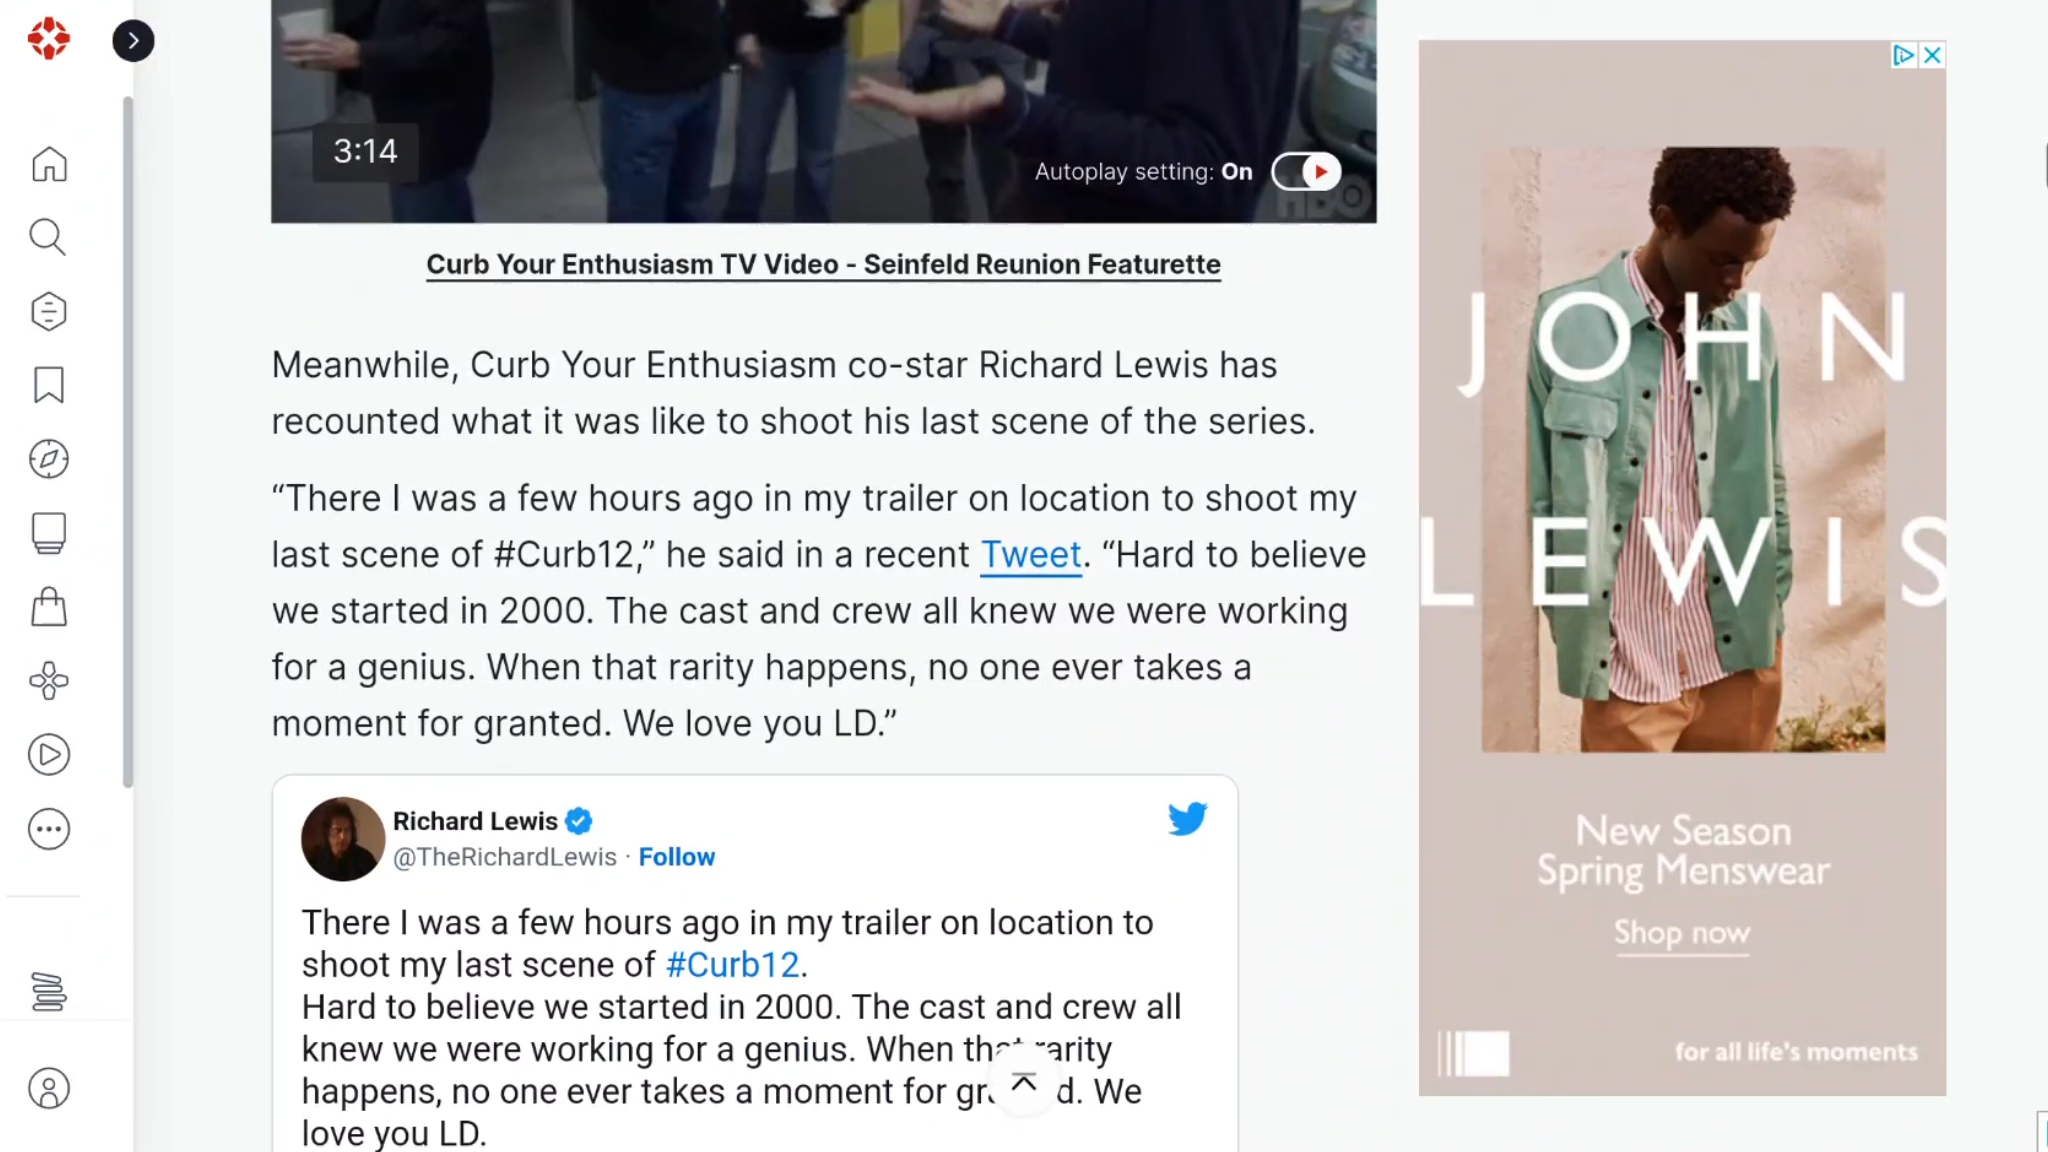 3:14
Autoplay setting: On
HBO
Curb Your Enthusiasm TV Video - Seinfeld Reunion Featurette
Meanwhile, Curb Your Enthusiasm co-star Richard Lewis has
recounted what it was like to shoot his last scene of the series.
“There I was a few hours ago in my trailer on location to shoot my
last scene of #Curb12,” he said in a recent Tweet. “Hard to believe
we started in 2000. The cast and crew all knew we were working
for a genius. When that rarity happens, no one ever takes a
moment for granted. We love you LD.”
Richard Lewis
@TheRichardLewis · Follow
There I was a few hours ago in my trailer on location to
shoot my last scene of #Curb12.
Hard to believe we started in 2000. The cast and crew all
knew we were working for a genius. When that rarity
happens, no one ever takes a moment for granted. We
love you LD.
JOHN
LEWIS
New Season
Spring Menswear
Shop now
for all life's moments